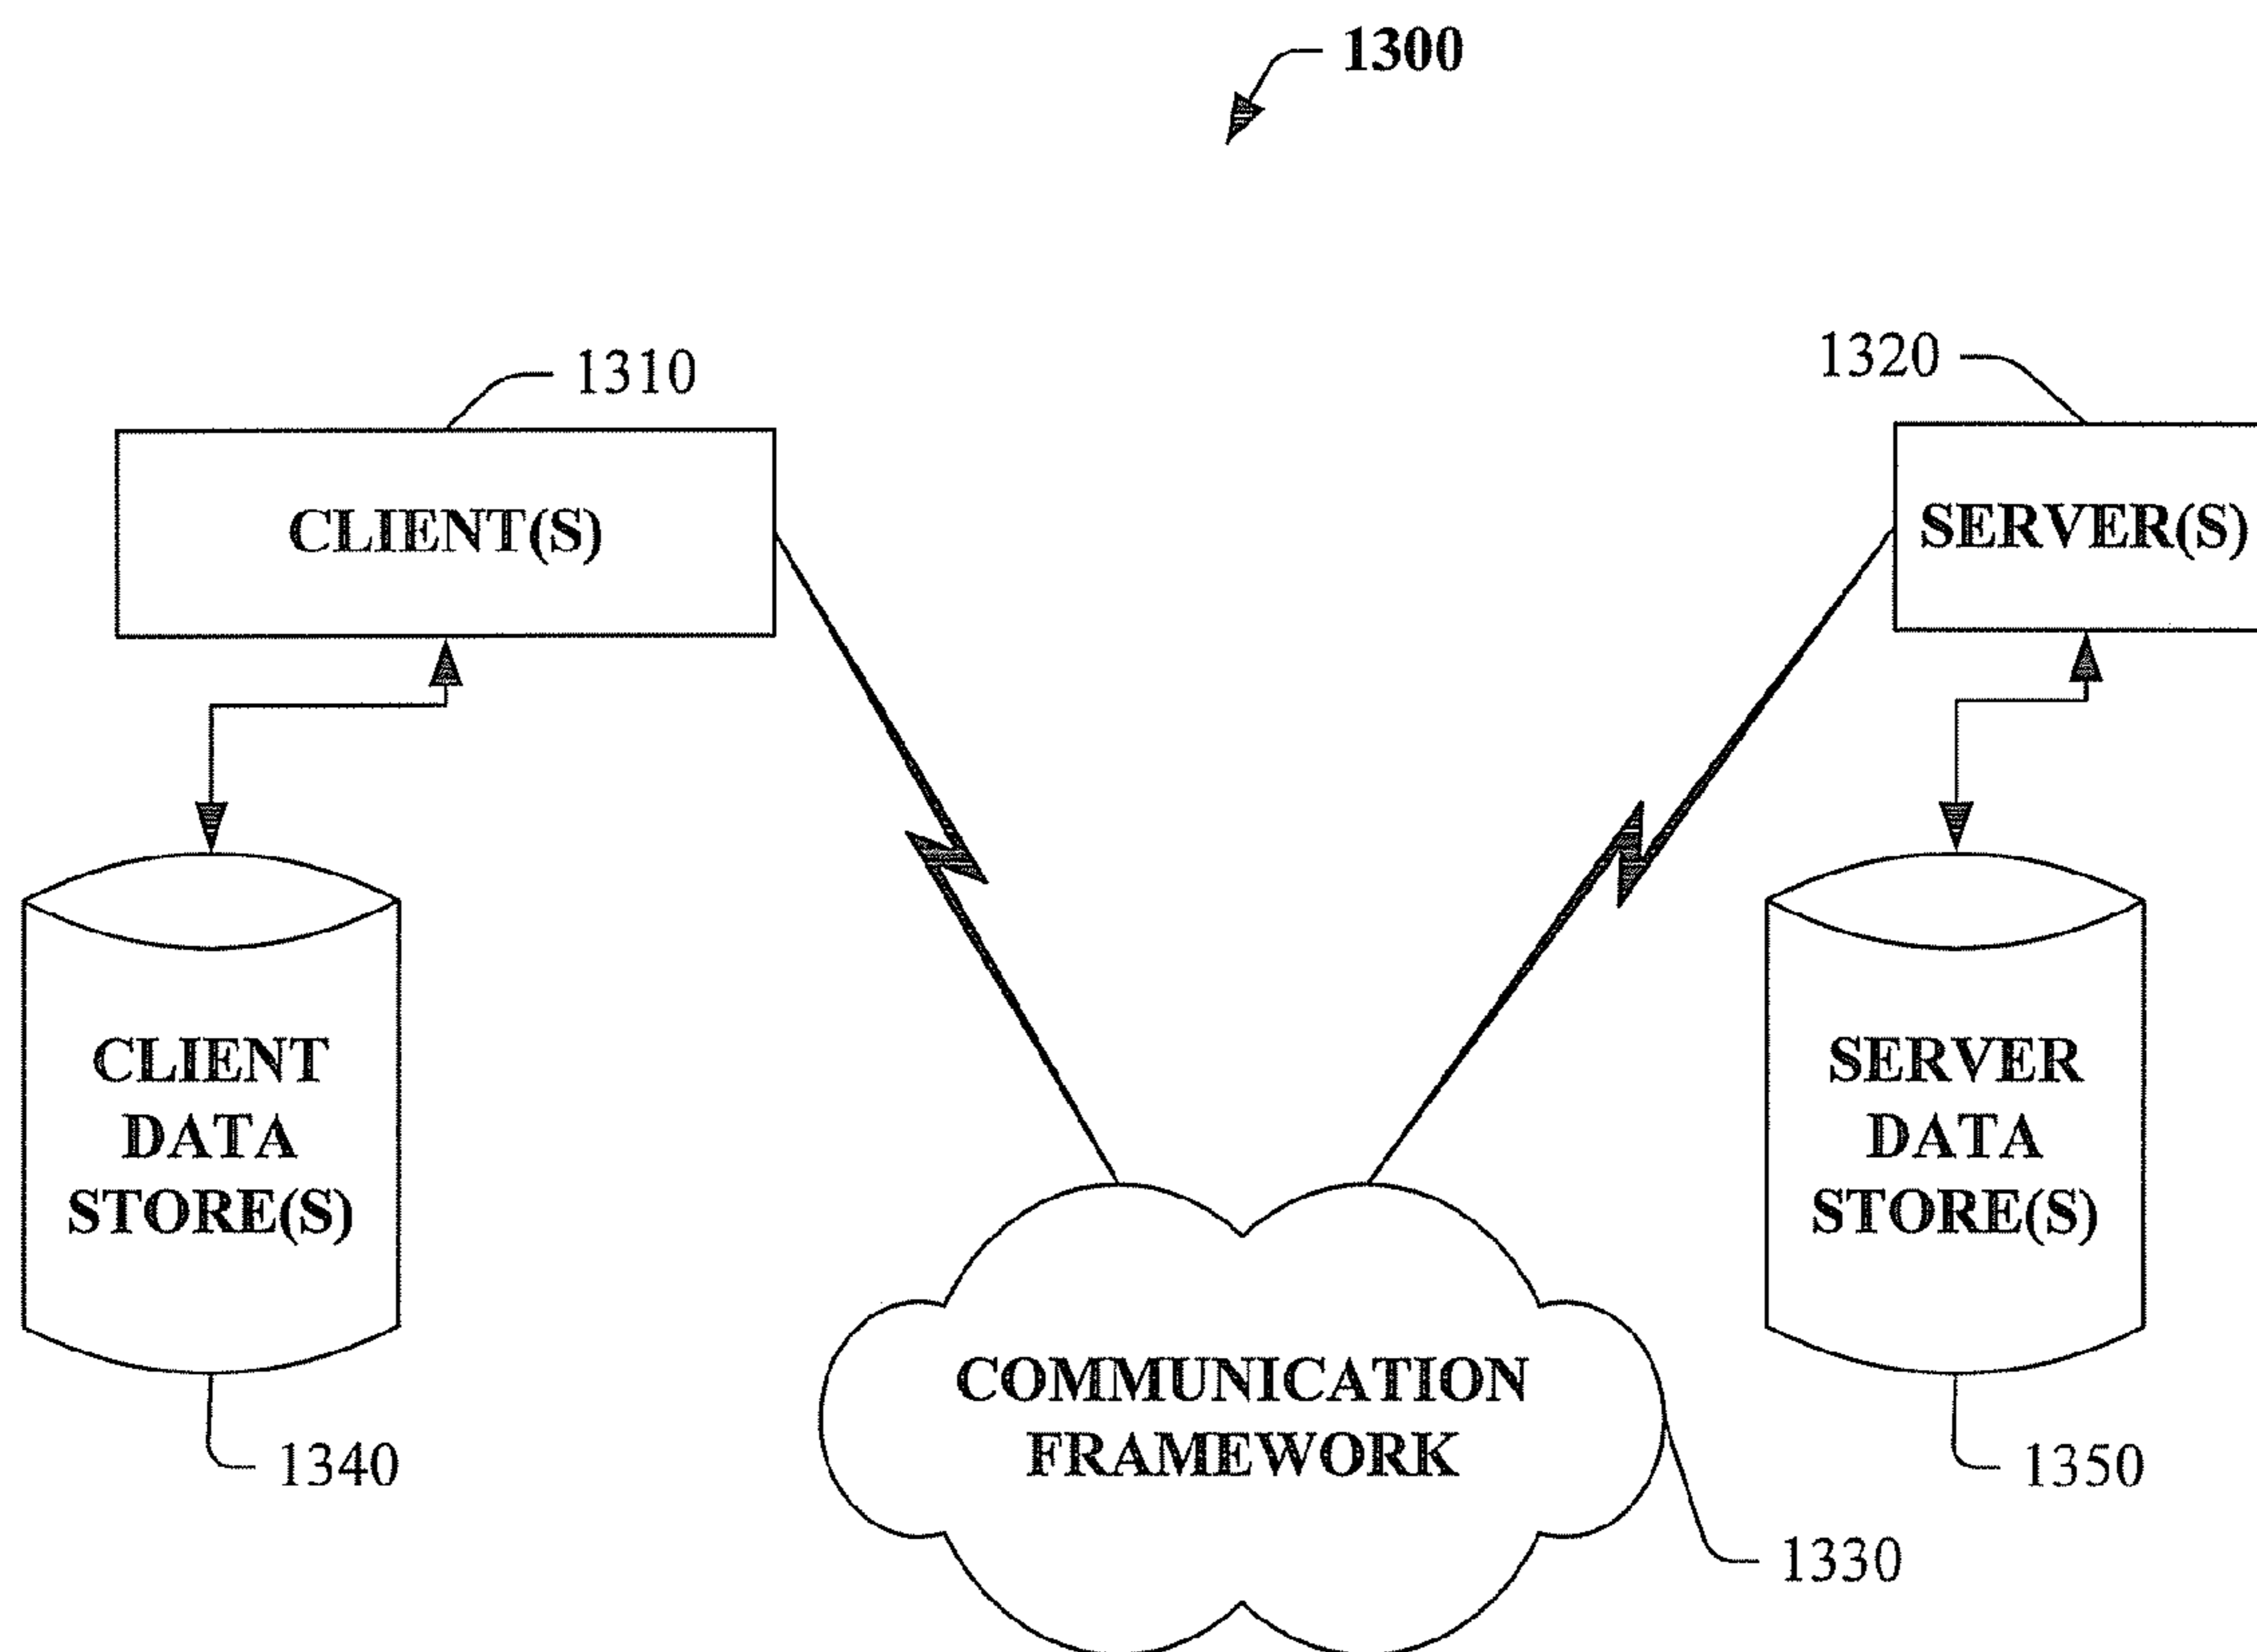 1300
1310
1320
CLIENT(S)
SERVER(S)
CLIENT
DATA
STORE(S)
SERVER
DATA
STORE(S)
COMMUNICATION
FRAMEWORK
1340
1350
1330